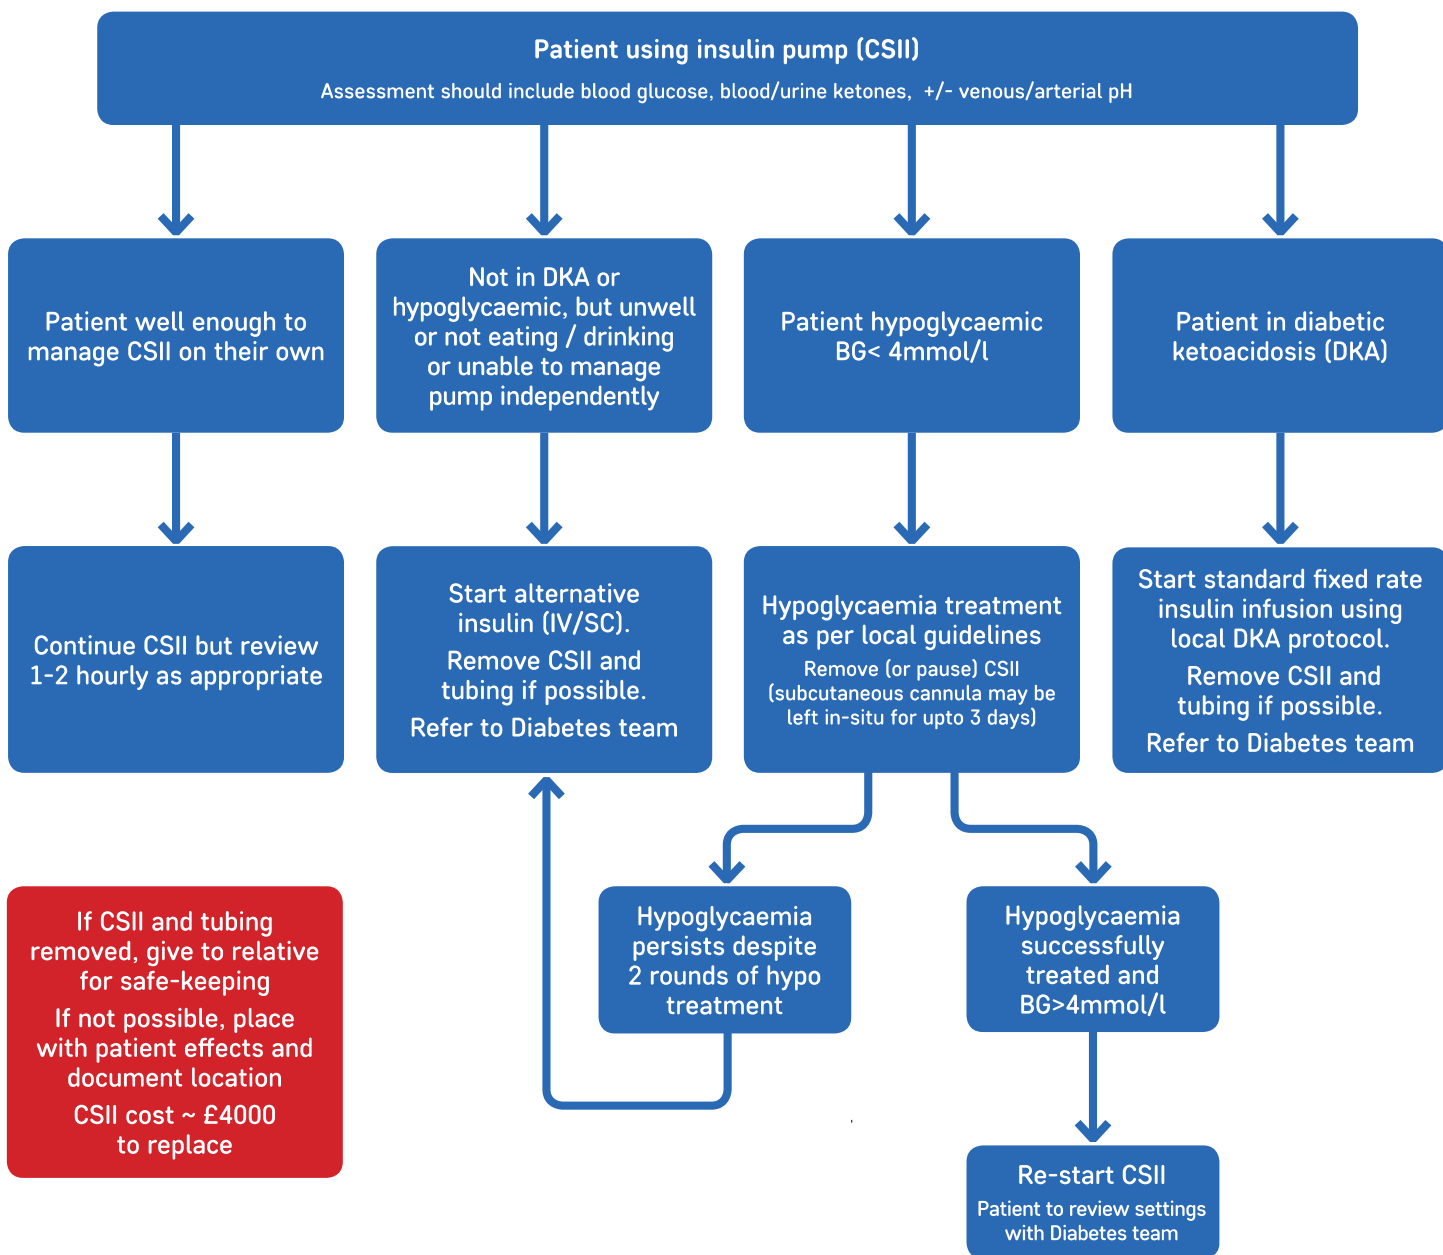 Patient using insulin pump (CSII)
Assessment should include blood glucose, blood/urine ketones, +/- venous/arterial pH
Patient well enough to
manage CSII on their own
Not in DKA or
hypoglycaemic, but unwell
or not eating / drinking
or unable to manage
pump independently
Patient hypoglycaemic
BG< 4mmol/l
Patient in diabetic
ketoacidosis (DKA)
Continue CSII but review
1-2 hourly as appropriate
Start alternative
insulin (IV/SC).
Remove CSII and
tubing if possible.
Refer to Diabetes team
Hypoglycaemia treatment
as per local guidelines
Remove (or pause) CSII
(subcutaneous cannula may be
left in-situ for upto 3 days)
Start standard fixed rate
insulin infusion using
local DKA protocol.
Remove CSII and
tubing if possible.
Refer to Diabetes team
If CSII and tubing
removed, give to relative
for safe-keeping
If not possible, place
with patient effects and
document location
CSII cost ~ £4000
to replace
Hypoglycaemia
persists despite
2 rounds of hypo
treatment
Hypoglycaemia
successfully
treated and
BG>4mmol/l
Re-start CSII
Patient to review settings
with Diabetes team